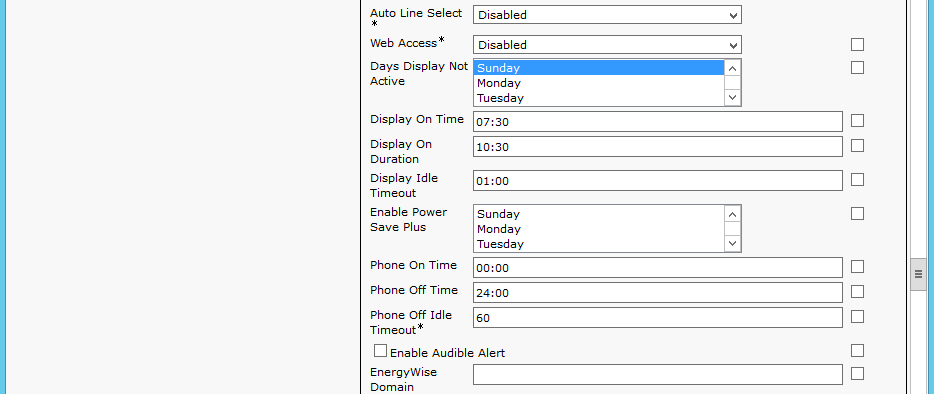 Auto Line Select
*
Disabled
Web Access*
Disabled
Days Display Not
Active
Sunday
Monday
Tuesday
Display On Time
07:30
Display On
Duration
10:30
Display Idle
Timeout
01:00
Enable Power
Save Plus
Sunday
Monday
Tuesday
Phone On Time
00:00
Phone Off Time
24:00
Phone Off Idle
Timeout*
60
Enable Audible Alert
EnergyWise
Domain